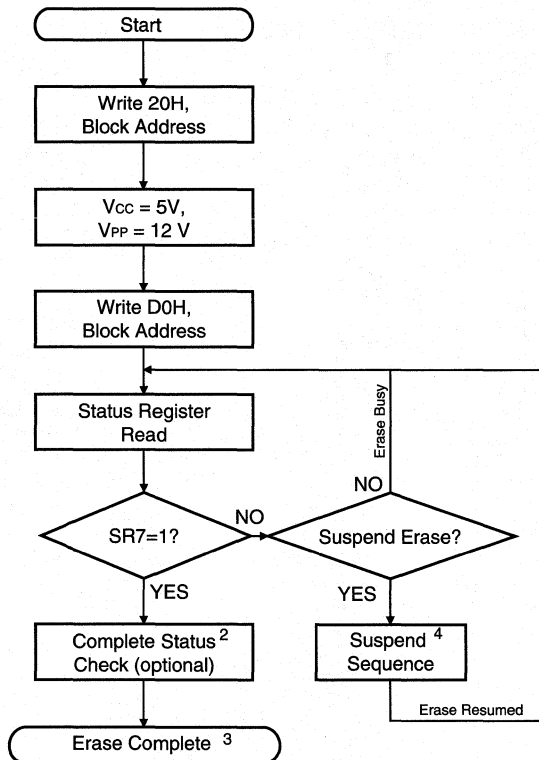 Start
Write 20H,
Block Address
VCC = 5V,
VPP = 12 V
Write D0H,
Block Address
Status Register
Read
Erase Busy
NO
SR7=1?
NO
Suspend Erase?
YES
YES
Complete Status 2
Check (optional)
Suspend 4
Sequence
Erase Resumed
Erase Complete 3